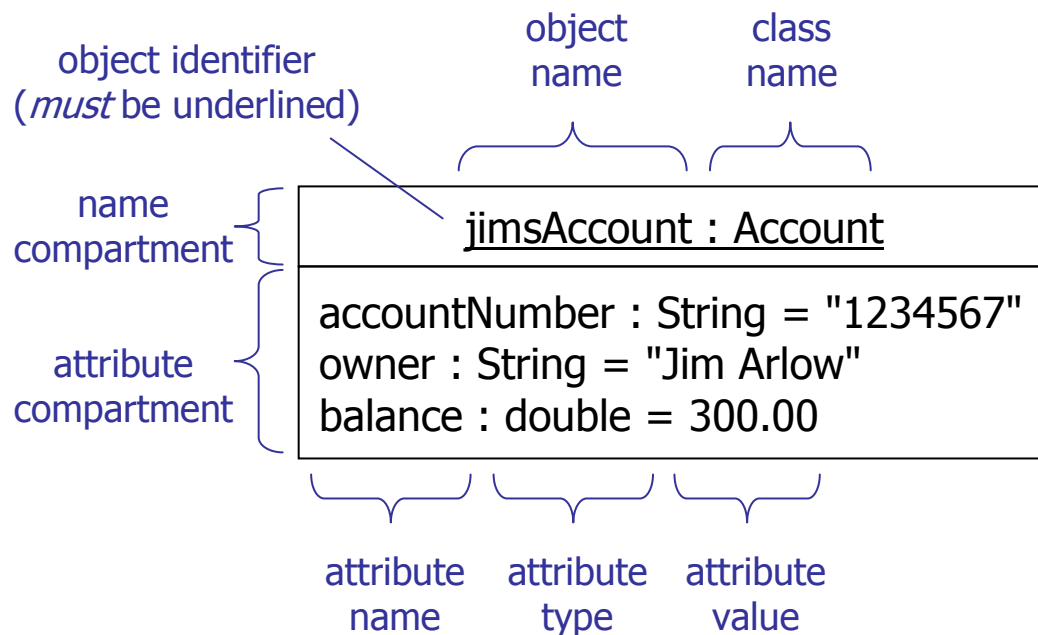 object
name
class
name
object identifier
(must be underlined)
name
compartment
jimsAccount : Account
attribute
compartment
accountNumber : String = "1234567"
owner : String = "Jim Arlow"
balance : double = 300.00
attribute
name
attribute
type
attribute
value